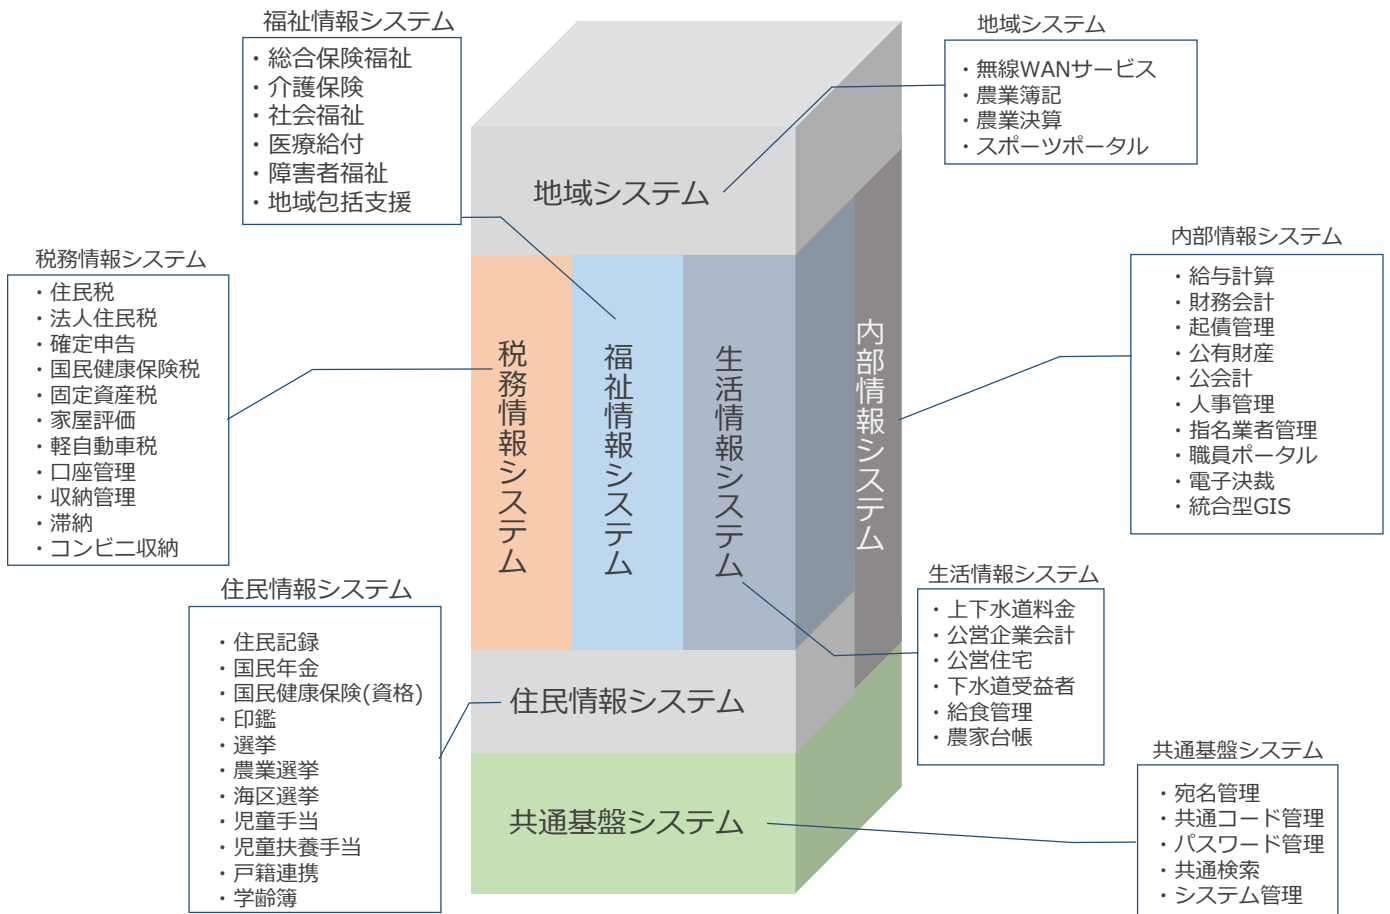 福祉情報システム
・総合保険福祉
・介護保険
・社会福祉
・医療給付
・障害者福祉
・地域包括支援
地域システム
・無線WANサービス
・農業簿記
・農業決算
・スポーツポータル
税務情報システム
・住民税
・法人住民税
・確定申告
・国民健康保険税
・固定資産税
・家屋評価
・軽自動車税
・口座管理
・収納管理
・滞納
・コンビニ収納
内部情報システム
・給与計算
・財務会計
・起債管理
・公有財産
・公会計
・人事管理
・指名業者管理
・職員ポータル
・電子決裁
・統合型GIS
地域システム
税務情報システム
福祉情報システム
生活情報システム
内部情報システム
住民情報システム
共通基盤システム
住民情報システム
・住民記録
・国民年金
・国民健康保険(資格)
・印鑑
・選挙
・農業選挙
・海区選挙
・児童手当
・児童扶養手当
・戸籍連携
・学齢簿
生活情報システム
・上下水道料金
・公営企業会計
・公営住宅
・下水道受益者
・給食管理
・農家台帳
共通基盤システム
・宛名管理
・共通コード管理
・パスワード管理
・共通検索
・システム管理